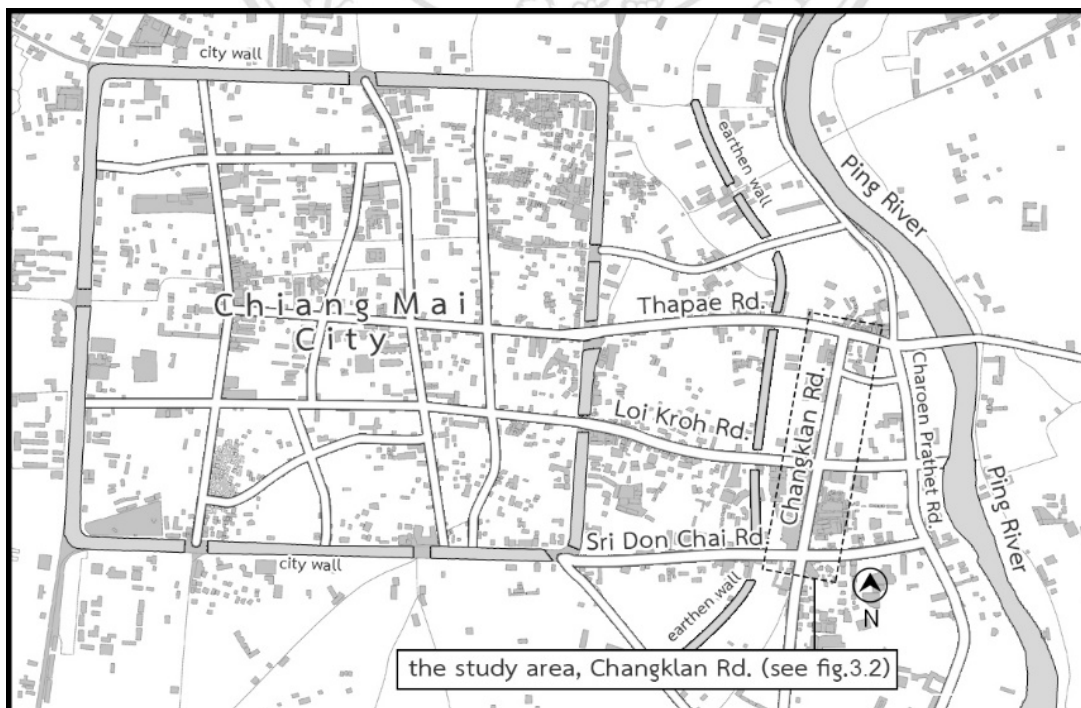 city wall
earthen wall
Ping River
Chiang Mai
City
Thapae Rd.
Changklan Rd.
Charoen Prathet Rd.
Loi Kroh Rd.
Ping River
Sri Don Chai Rd.
city wall
earthen wall
N
the study area, Changklan Rd. (see fig.3.2)